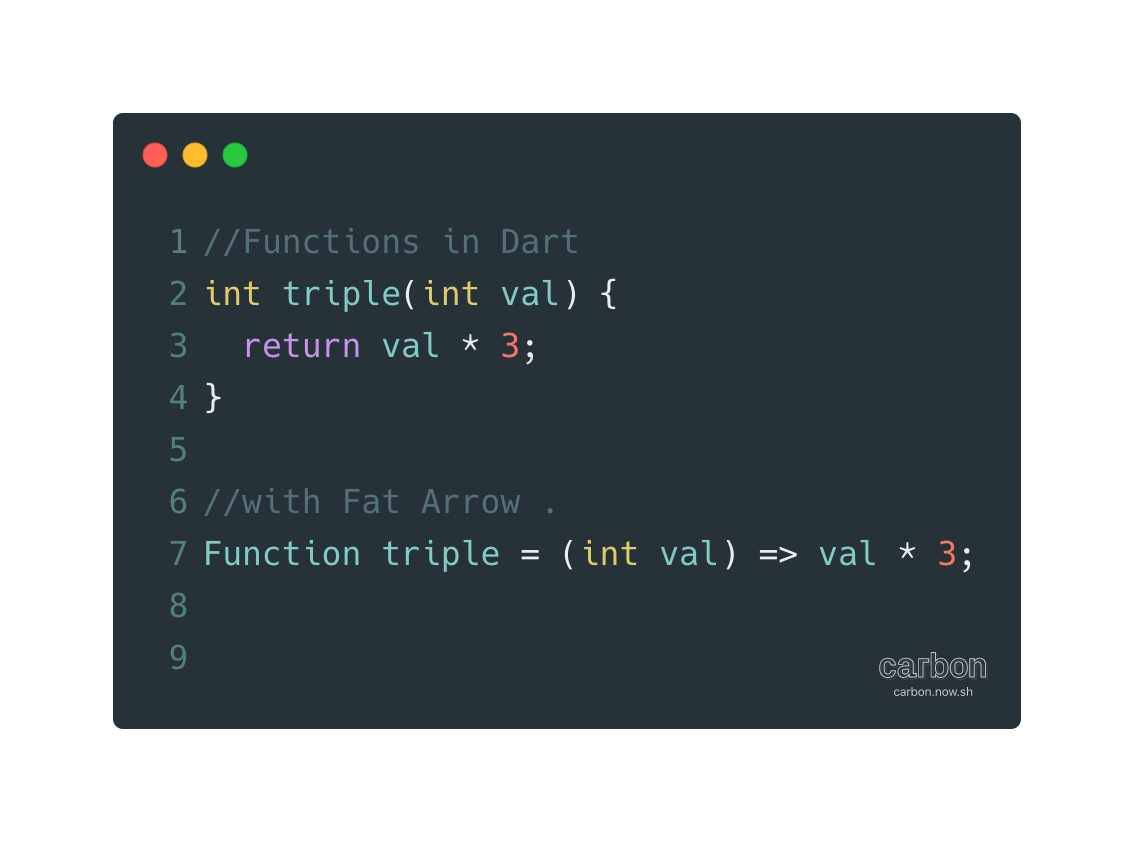 1 //Functions in Dart
2 int triple(int val) {
3   return val * 3;
4 }
5
6 //with Fat Arrow .
7 Function triple = (int val) => val * 3;
8
9
carbon
carbon.now.sh